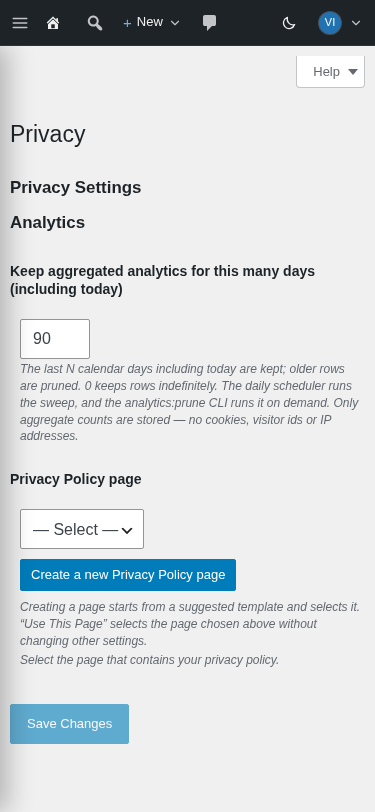 + New
VI
Help
Privacy
Privacy Settings
Analytics
Keep aggregated analytics for this many days
(including today)
90
The last N calendar days including today are kept; older rows
are pruned. 0 keeps rows indefinitely. The daily scheduler runs
the sweep, and the analytics:prune CLI runs it on demand. Only
aggregate counts are stored — no cookies, visitor ids or IP
addresses.
Privacy Policy page
— Select —
Create a new Privacy Policy page
Creating a page starts from a suggested template and selects it.
“Use This Page” selects the page chosen above without
changing other settings.
Select the page that contains your privacy policy.
Save Changes